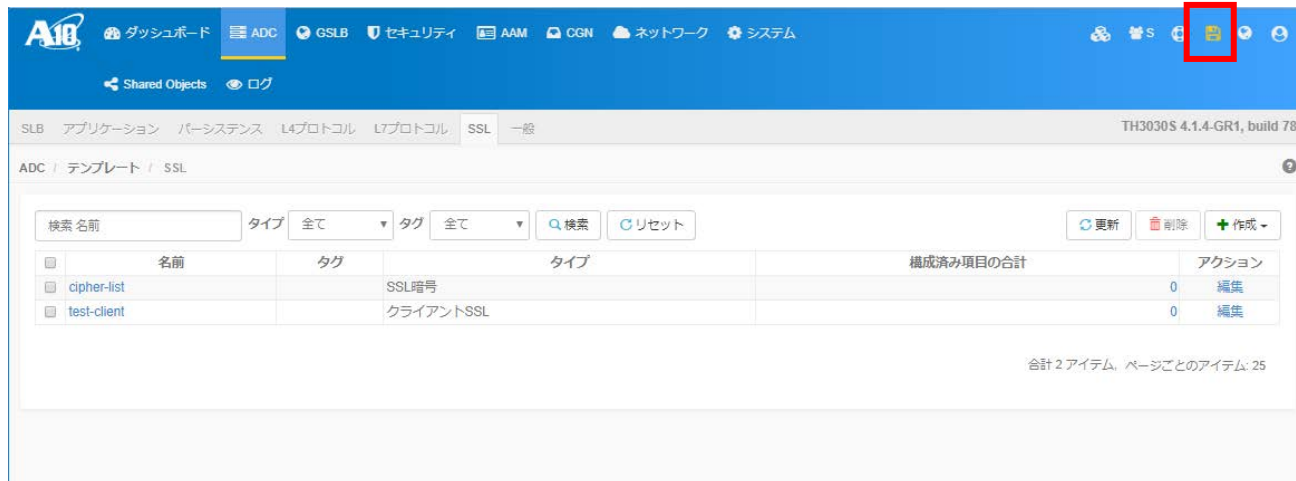 A10 ダッシュボード ADC GSLB セキュリティ AAM CGN ネットワーク システム S
Shared Objects ログ
SLB アプリケーション パーシステンス L4プロトコル L7プロトコル SSL 一般 TH3030S 4.1.4-GR1, build 78
ADC / テンプレート / SSL
検索 名前 タイプ 全て タグ 全て 検索 リセット 更新 削除 作成
名前 タグ タイプ 構成済み項目の合計 アクション
cipher-list SSL暗号 0 編集
test-client クライアントSSL 0 編集
合計 2 アイテム, ページごとのアイテム: 25